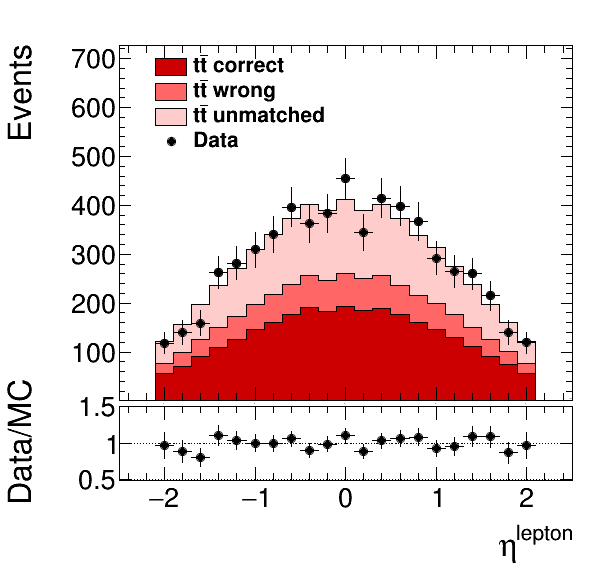 Events
700
600
500
400
300
200
100
tt̄ correct
tt̄ wrong
tt̄ unmatched
Data
Data/MC
1.5
1
0.5
−2 −1 0 1 2
η^lepton